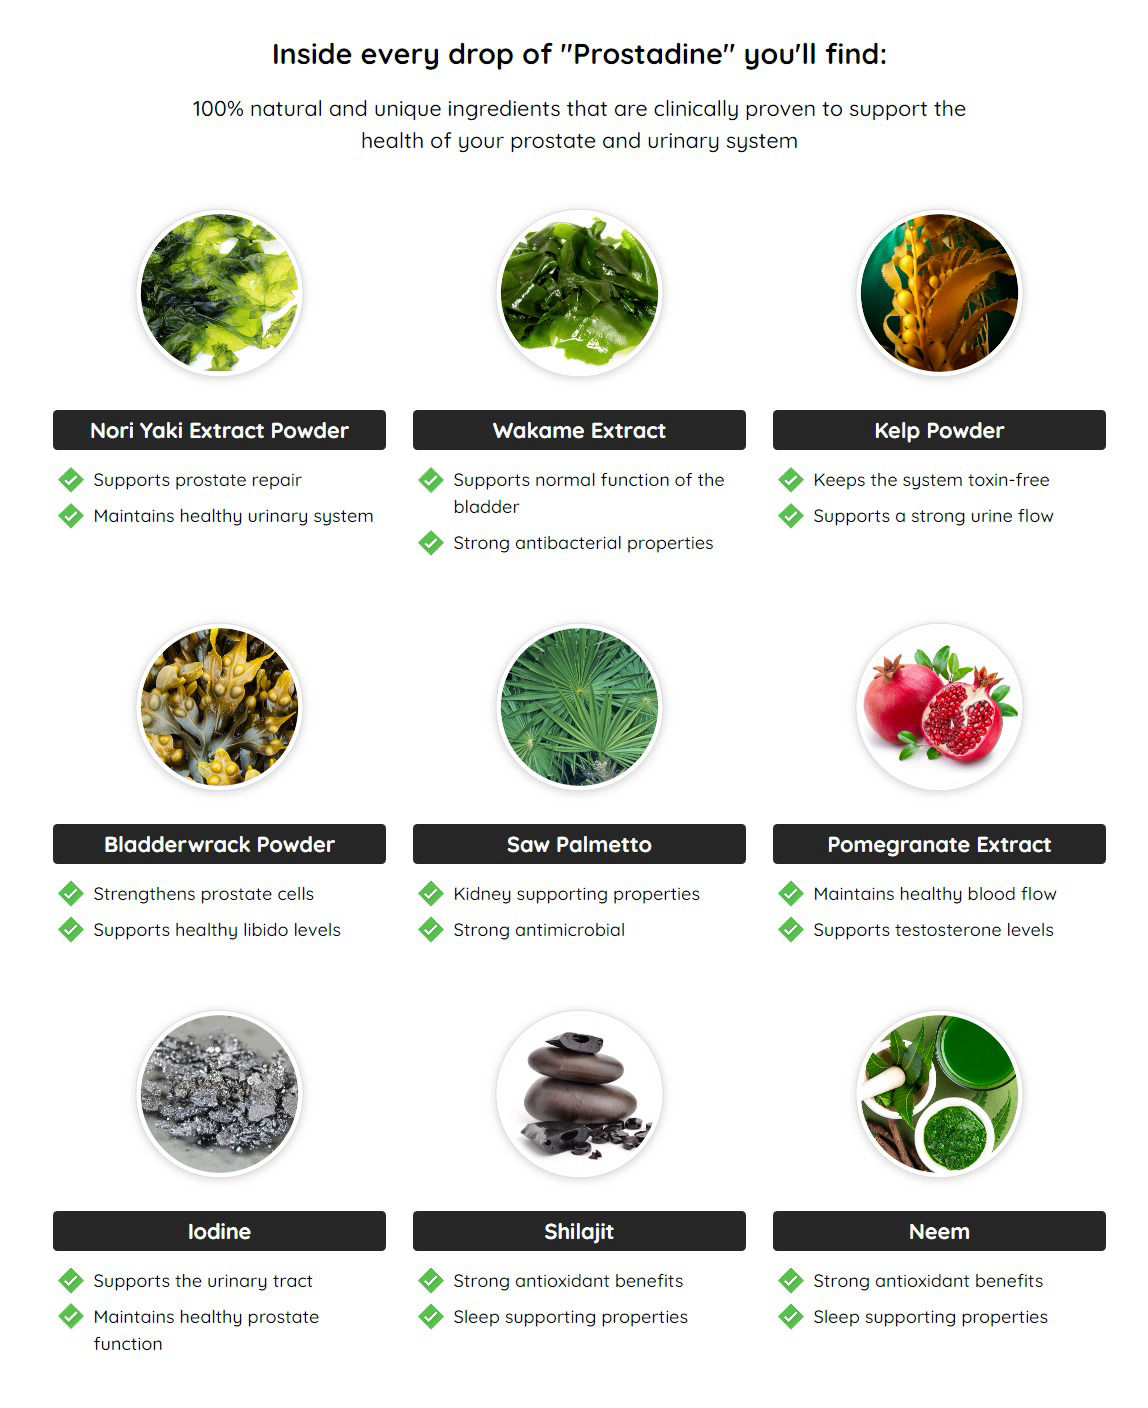 Inside every drop of "Prostadine" you'll find:
100% natural and unique ingredients that are clinically proven to support the
health of your prostate and urinary system
Nori Yaki Extract Powder
Supports prostate repair
Maintains healthy urinary system
Wakame Extract
Supports normal function of the
bladder
Strong antibacterial properties
Kelp Powder
Keeps the system toxin-free
Supports a strong urine flow
Bladderwrack Powder
Strengthens prostate cells
Supports healthy libido levels
Saw Palmetto
Kidney supporting properties
Strong antimicrobial
Pomegranate Extract
Maintains healthy blood flow
Supports testosterone levels
Iodine
Supports the urinary tract
Maintains healthy prostate
function
Shilajit
Strong antioxidant benefits
Sleep supporting properties
Neem
Strong antioxidant benefits
Sleep supporting properties